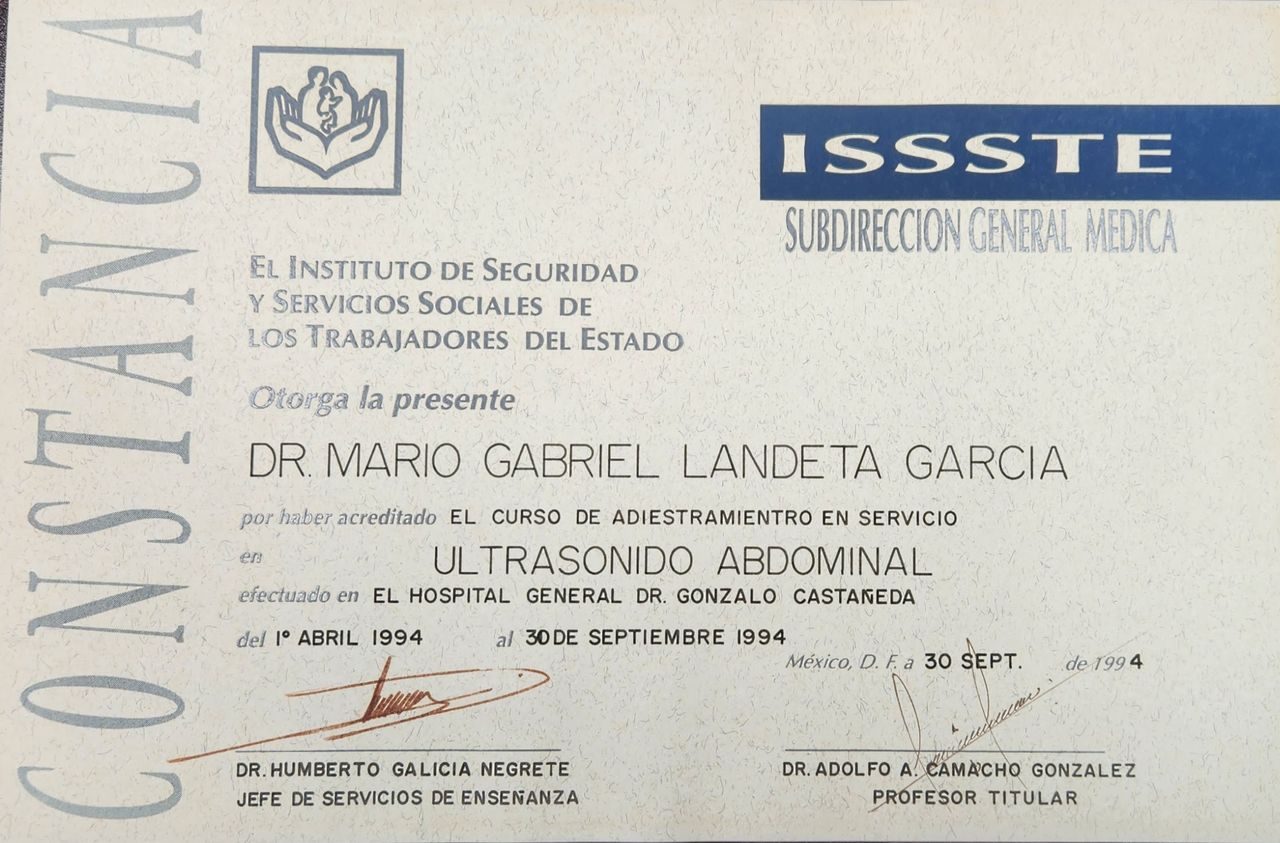 CONSTANCIA
ISSSTE
SUBDIRECCION GENERAL MEDICA
EL INSTITUTO DE SEGURIDAD
Y SERVICIOS SOCIALES DE
LOS TRABAJADORES DEL ESTADO
Otorga la presente
DR. MARIO GABRIEL LANDETA GARCIA
por haber acreditado EL CURSO DE ADIESTRAMIENTRO EN SERVICIO
en ULTRASONIDO ABDOMINAL
efectuado en EL HOSPITAL GENERAL DR. GONZALO CASTAÑEDA
del 1° ABRIL 1994 al 30 DE SEPTIEMBRE 1994
México, D. F. a 30 SEPT. de 1994
DR. HUMBERTO GALICIA NEGRETE
JEFE DE SERVICIOS DE ENSEÑANZA
DR. ADOLFO A. CAMACHO GONZALEZ
PROFESOR TITULAR